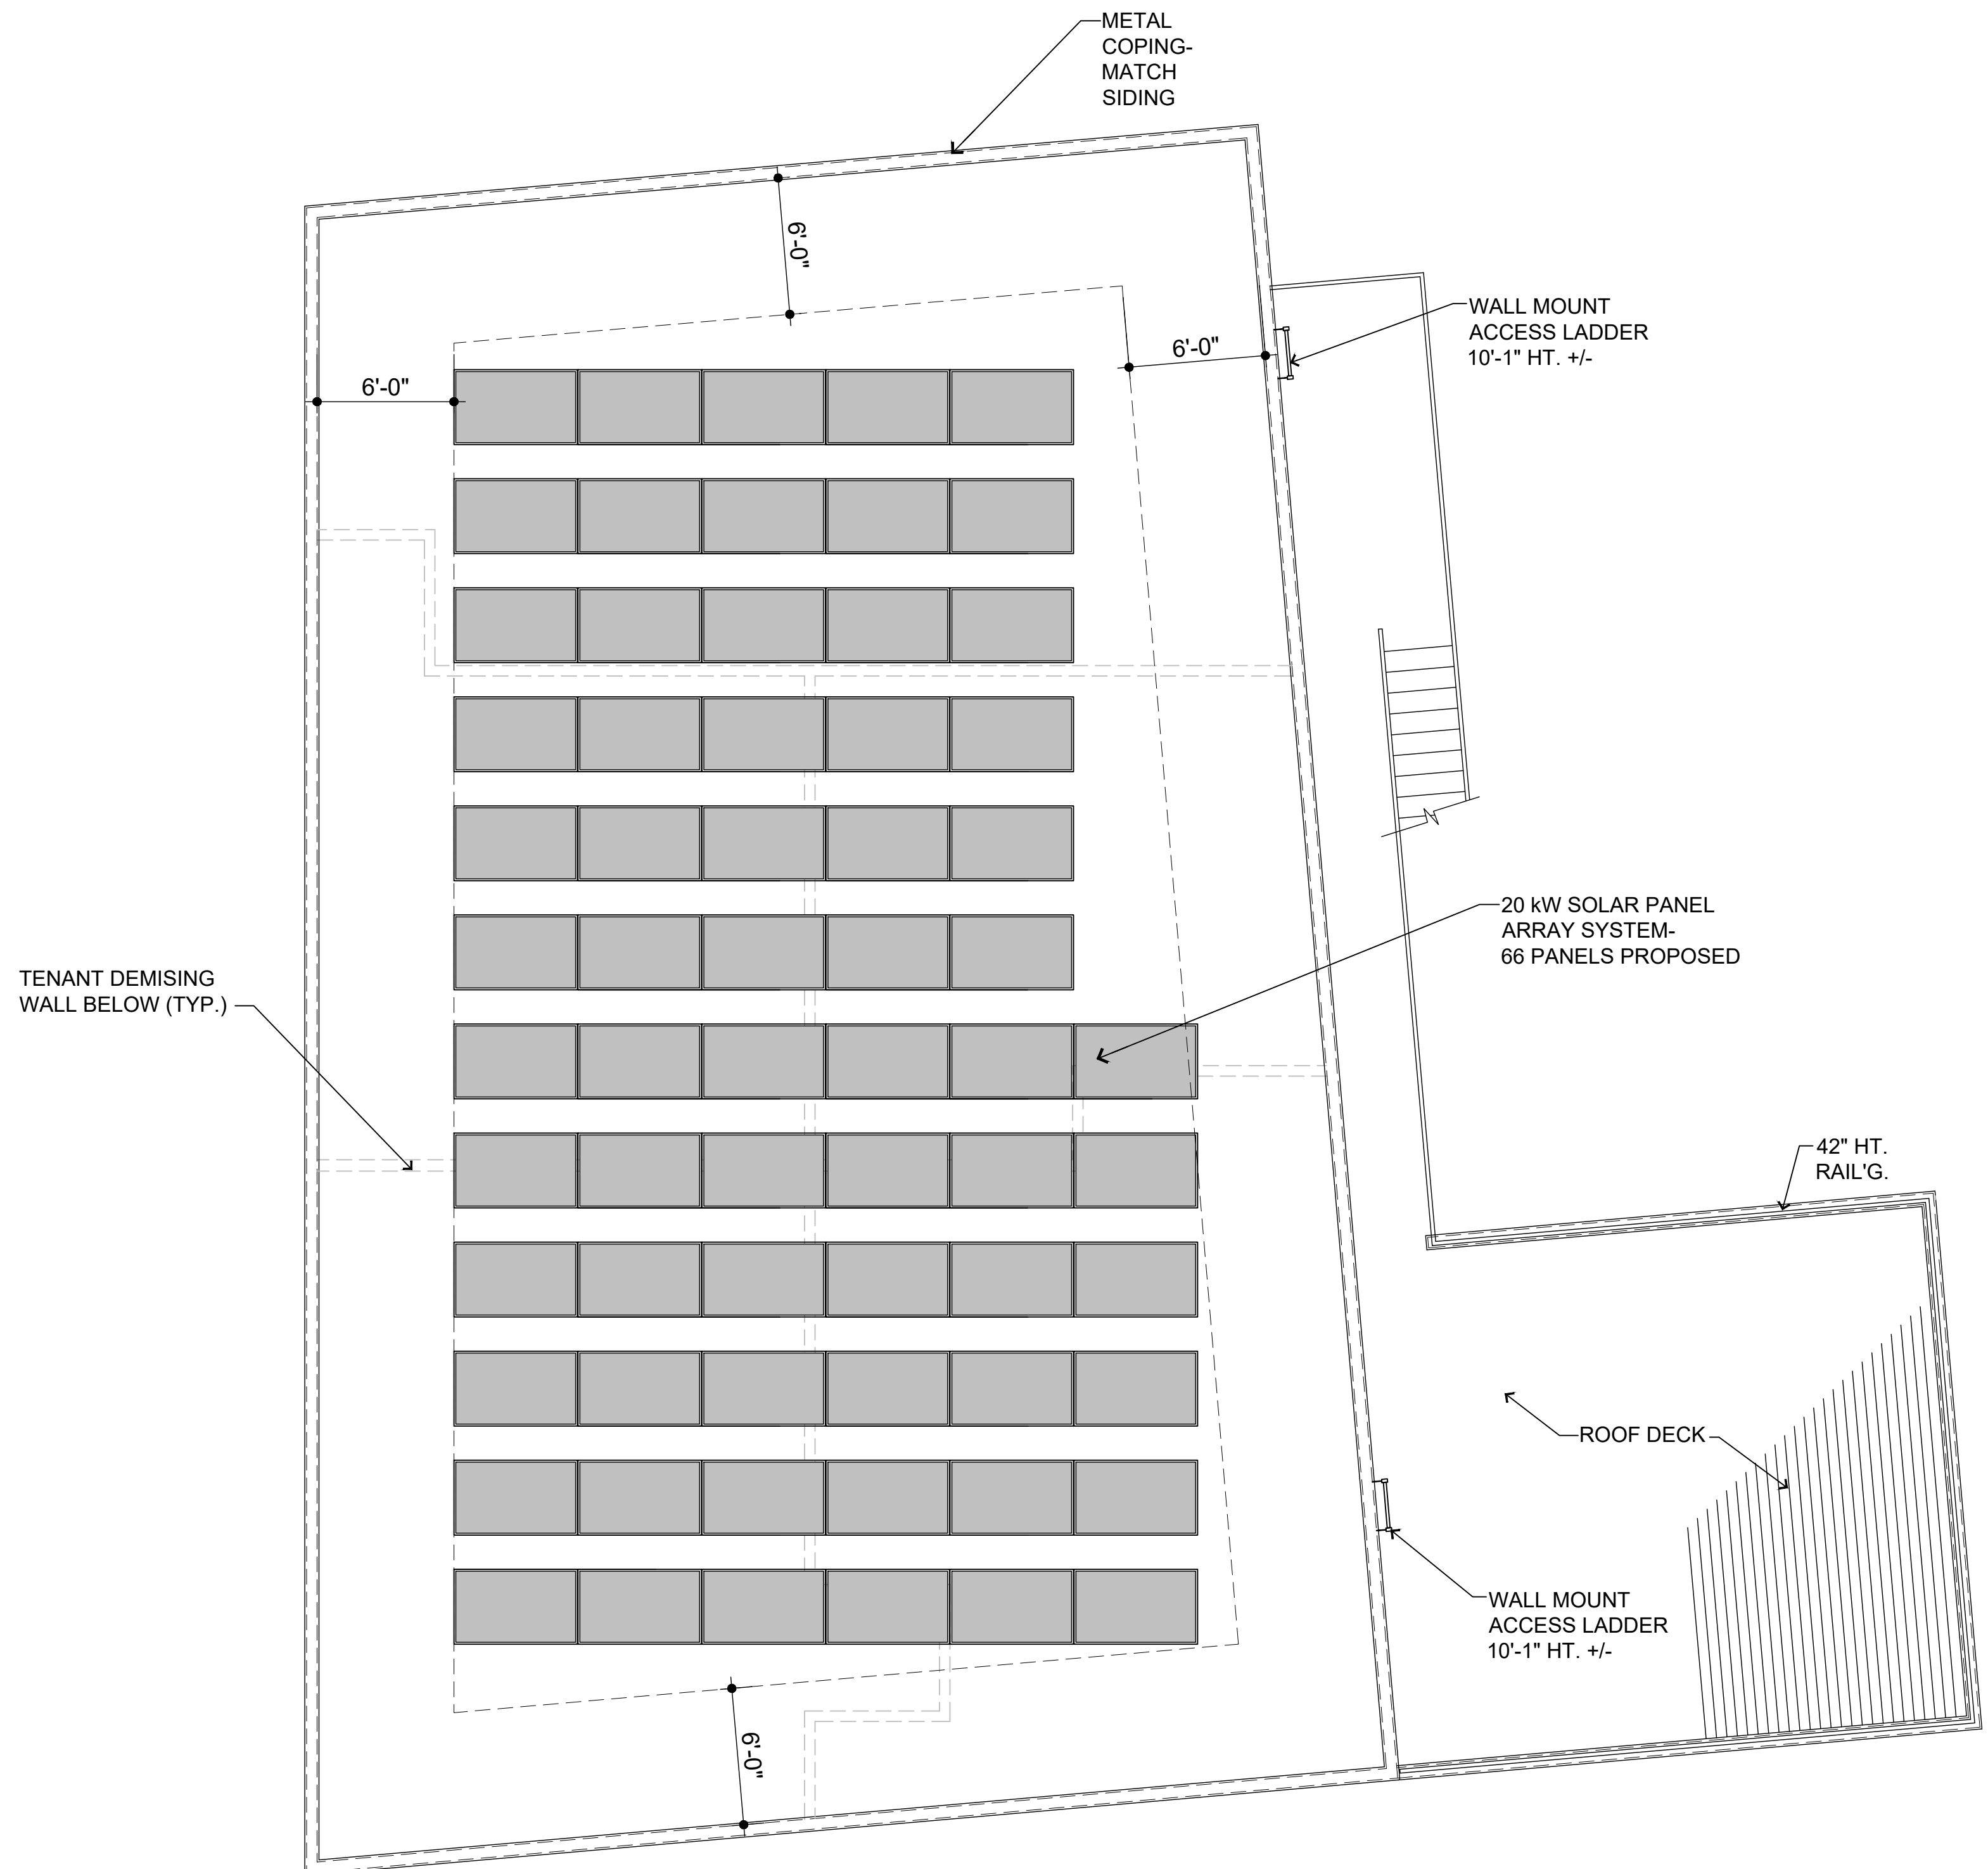 METAL
COPING-
MATCH
SIDING
6'-0"
WALL MOUNT
ACCESS LADDER
10'-1" HT. +/-
6'-0"
6'-0"
20 kW SOLAR PANEL
ARRAY SYSTEM-
66 PANELS PROPOSED
TENANT DEMISING
WALL BELOW (TYP.)
42" HT.
RAIL'G.
ROOF DECK
WALL MOUNT
ACCESS LADDER
10'-1" HT. +/-
6'-0"